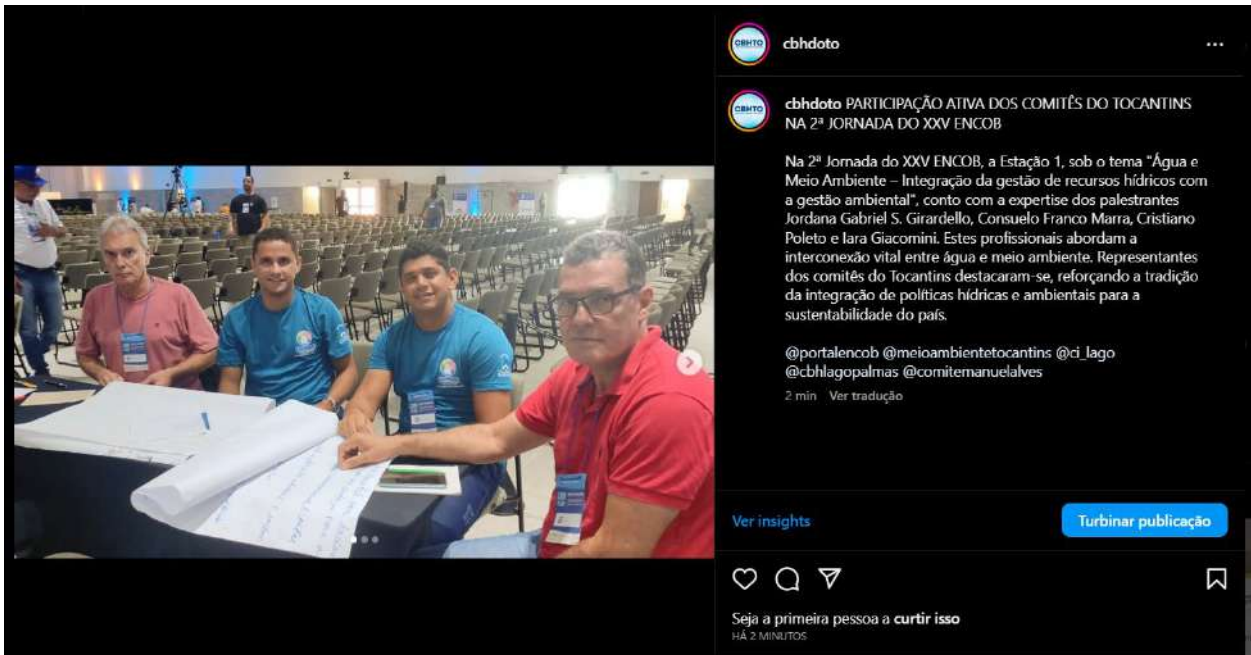 CBHTO
cbhdoto
CBHTO
cbhdoto PARTICIPAÇÃO ATIVA DOS COMITÊS DO TOCANTINS
NA 2ª JORNADA DO XXV ENCOB
Na 2ª Jornada do XXV ENCOB, a Estação 1, sob o tema "Água e
Meio Ambiente – Integração da gestão de recursos hídricos com
a gestão ambiental", conto com a expertise dos palestrantes
Jordana Gabriel S. Girardello, Consuelo Franco Marra, Cristiano
Poleto e Iara Giacomini. Estes profissionais abordam a
interconexão vital entre água e meio ambiente. Representantes
dos comitês do Tocantins destacaram-se, reforçando a tradição
da integração de políticas hídricas e ambientais para a
sustentabilidade do país.
@portalencob @meioambientetocantins @ci_lago
@cbhlagopalmas @comitemanuelalves
2 min Ver tradução
Ver insights
Turbinar publicação
Seja a primeira pessoa a curtir isso
HÁ 2 MINUTOS